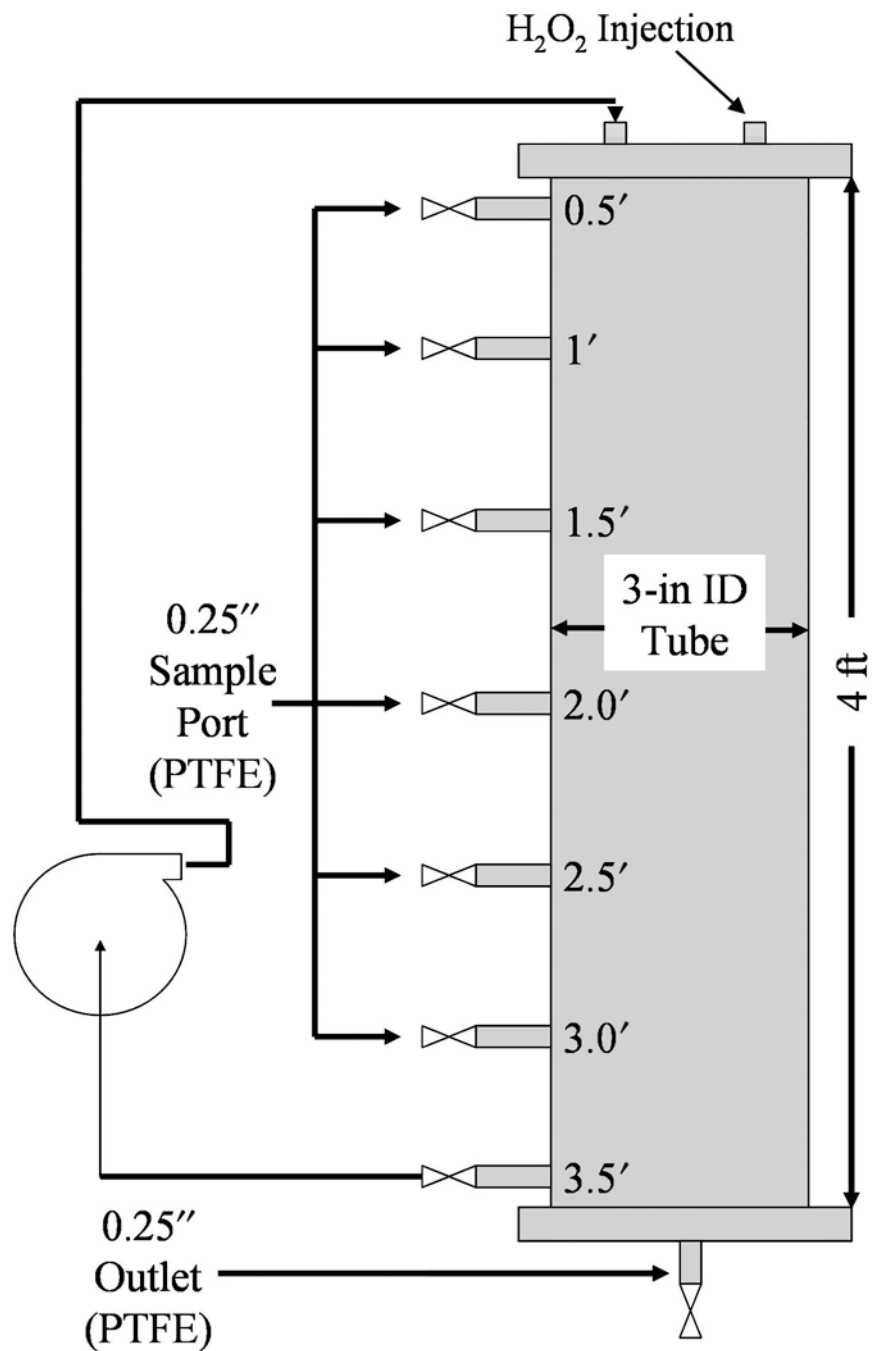 H₂O₂ Injection
0.5′
1′
1.5′
3-in ID
Tube
0.25″
Sample
Port
(PTFE)
4 ft
2.0′
2.5′
3.0′
3.5′
0.25″
Outlet
(PTFE)